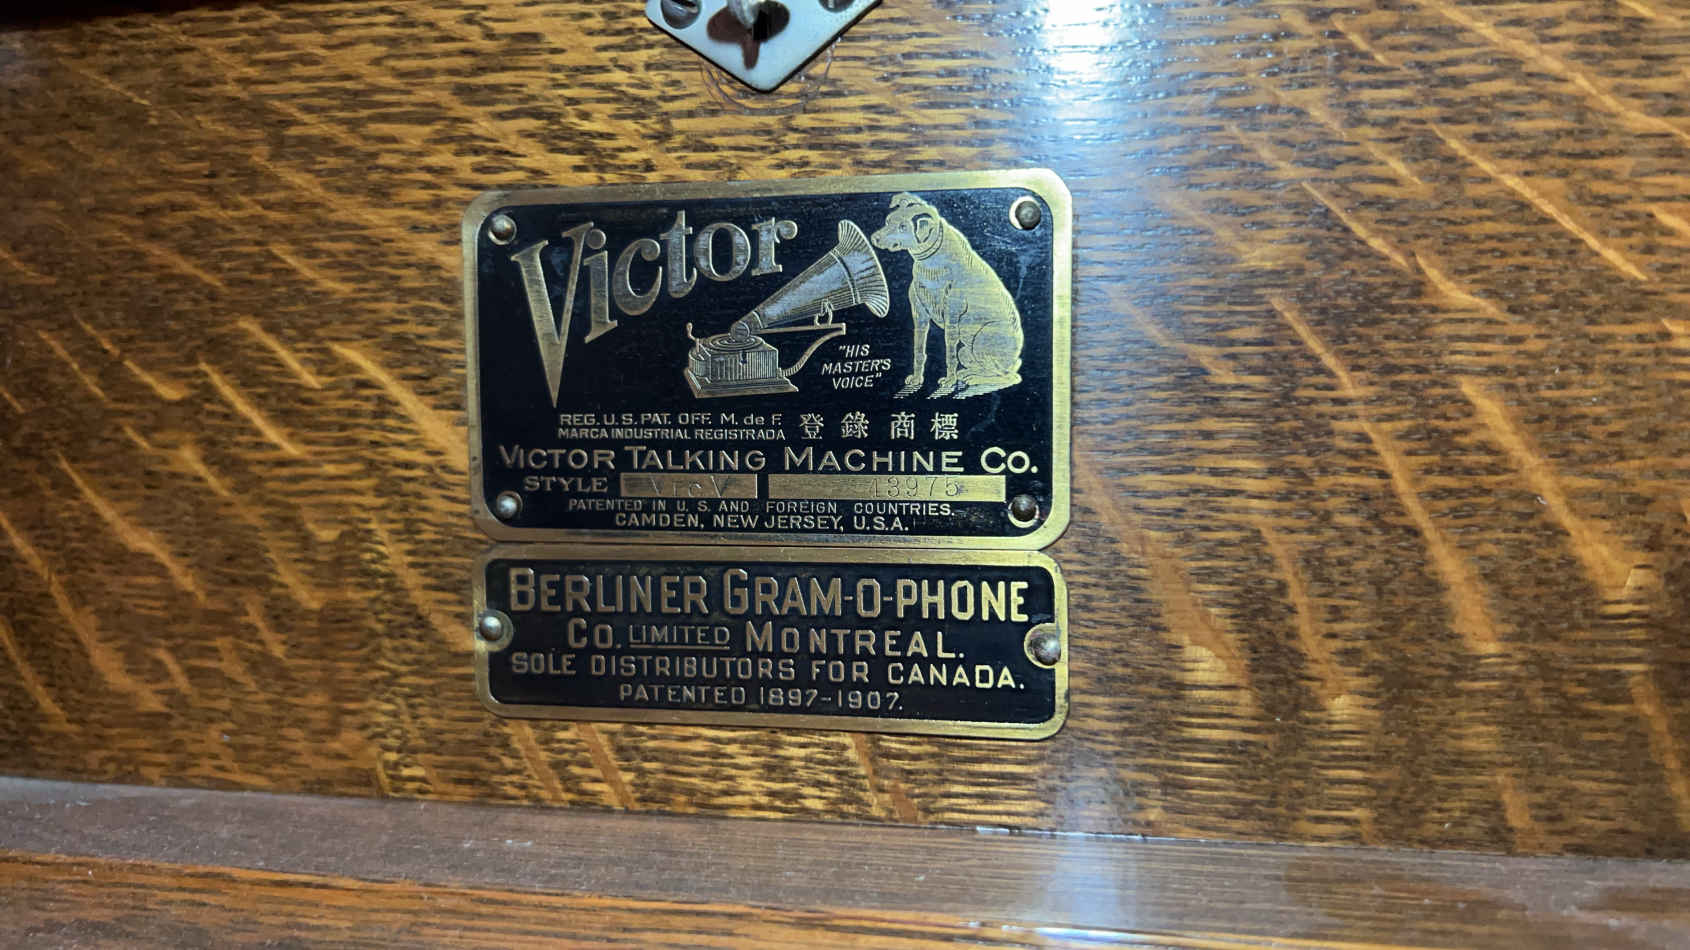 Victor
"HIS
MASTER'S
VOICE"
REG. U.S. PAT. OFF. M. de F. 登錄商標
MARCA INDUSTRIAL REGISTRADA
VICTOR TALKING MACHINE CO.
STYLE Vic V 43975
PATENTED IN U. S. AND FOREIGN COUNTRIES.
CAMDEN, NEW JERSEY, U.S.A.
BERLINER GRAM-O-PHONE
CO. LIMITED MONTREAL.
SOLE DISTRIBUTORS FOR CANADA.
PATENTED 1897-1907.